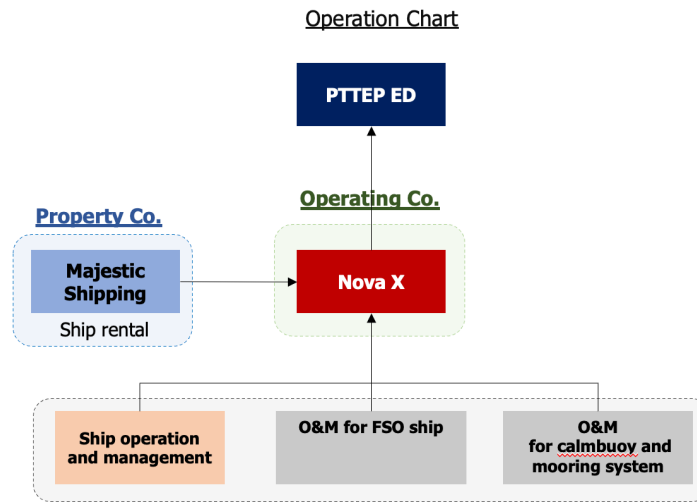 Operation Chart
PTTEP ED
Operating Co.
Property Co.
Majestic
Shipping
Nova X
Ship rental
Ship operation
and management
O&M for FSO ship
O&M
for calmbuoy and
mooring system